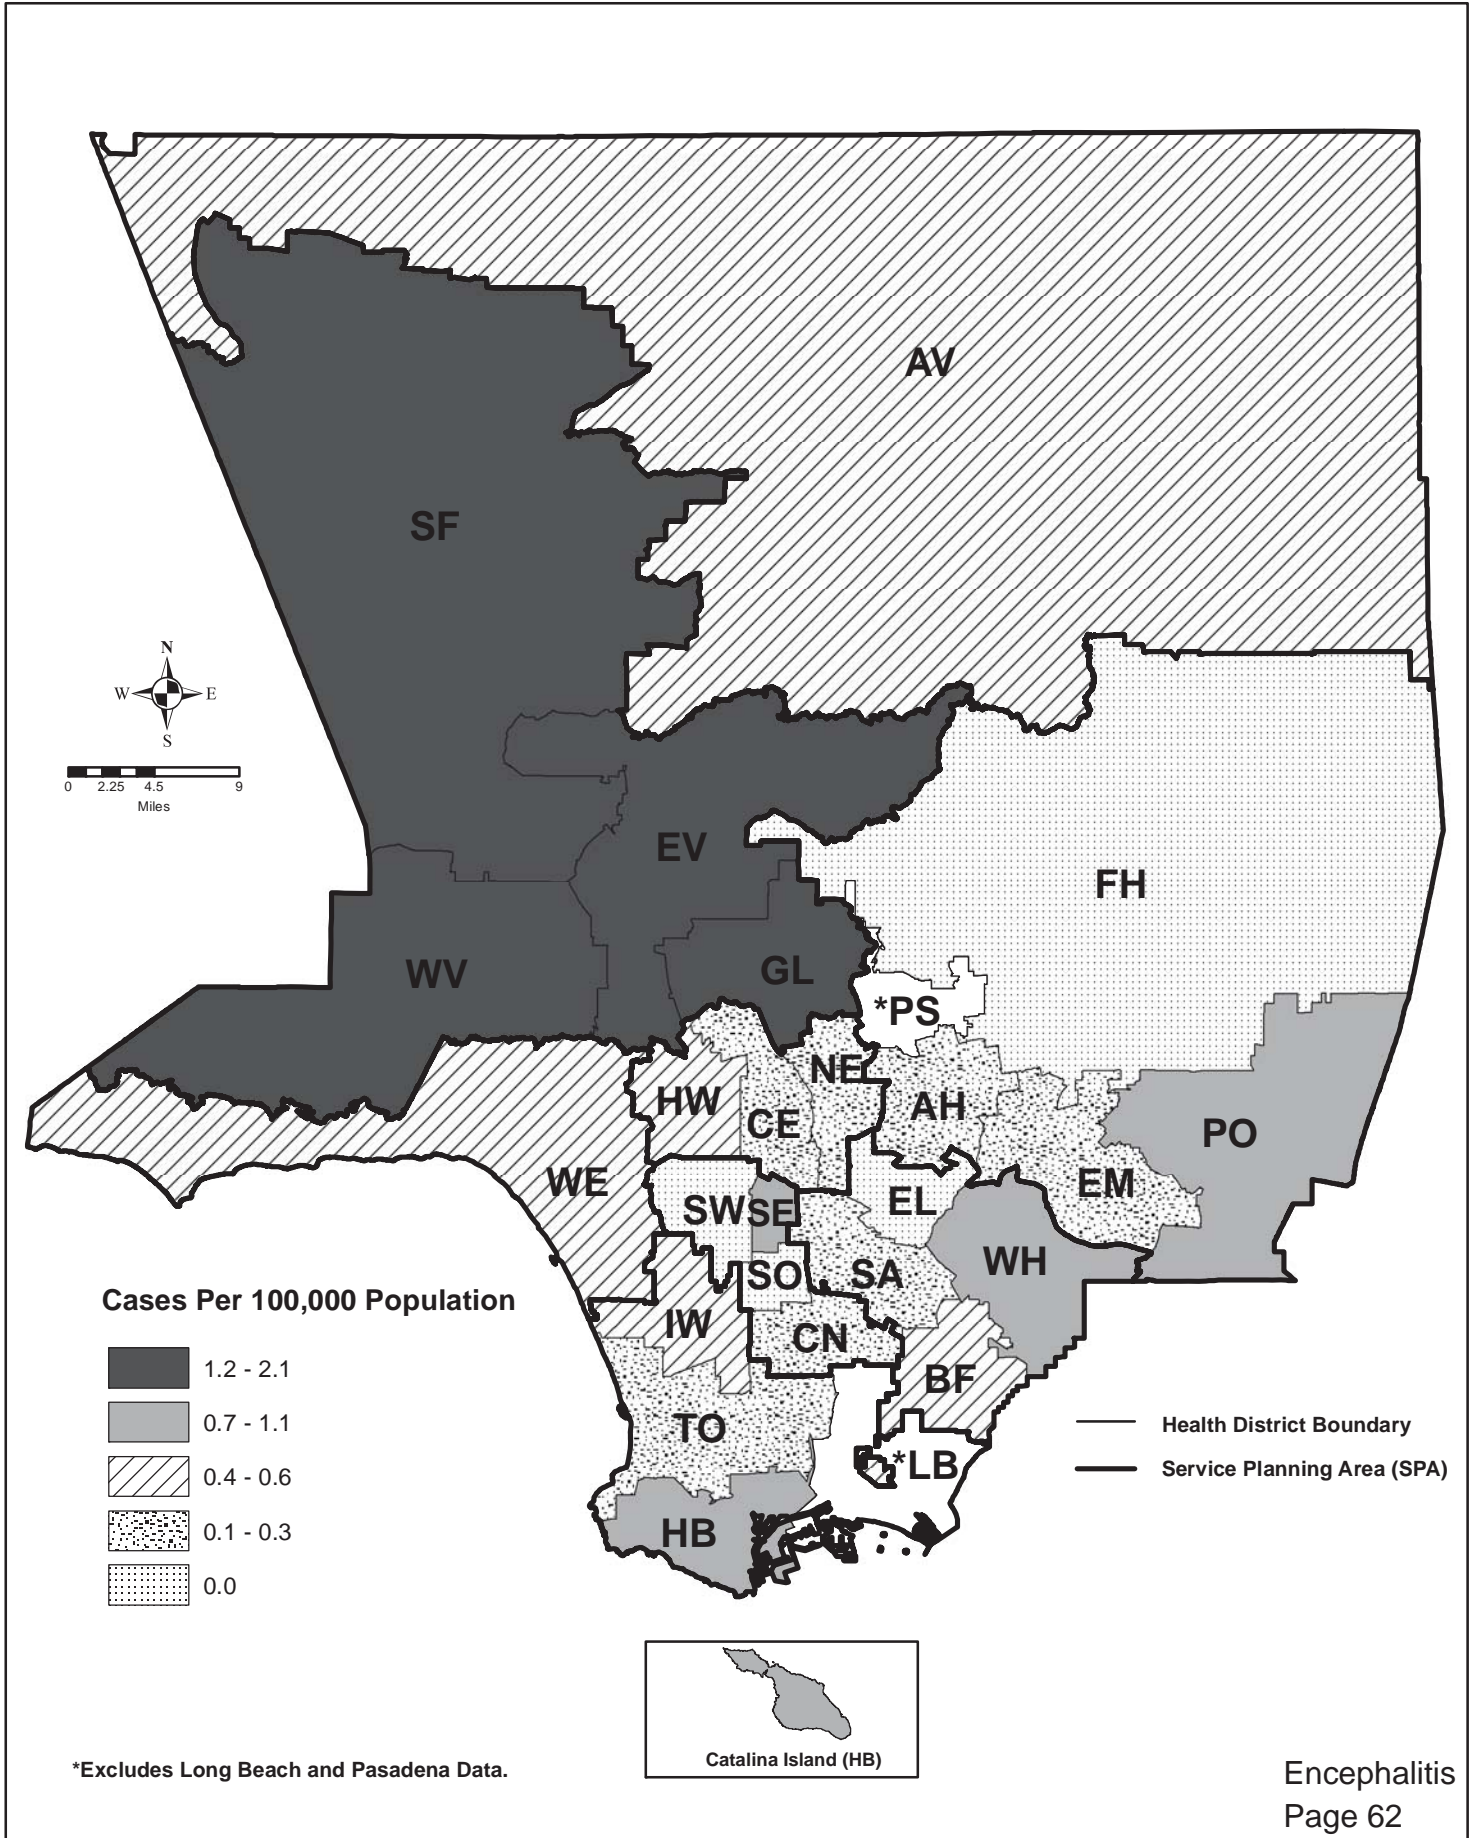 AV
SF
N
W E
S
0 2.25 4.5 9
Miles
EV
FH
WV
GL
*PS
NE
HW
AH
CE
PO
WE
EM
SW
SE
EL
WH
SO
SA
Cases Per 100,000 Population
IW
CN
1.2 - 2.1
BF
0.7 - 1.1
TO
Health District Boundary
*LB
Service Planning Area (SPA)
0.4 - 0.6
0.1 - 0.3
HB
0.0
Catalina Island (HB)
*Excludes Long Beach and Pasadena Data.
Encephalitis
Page 62